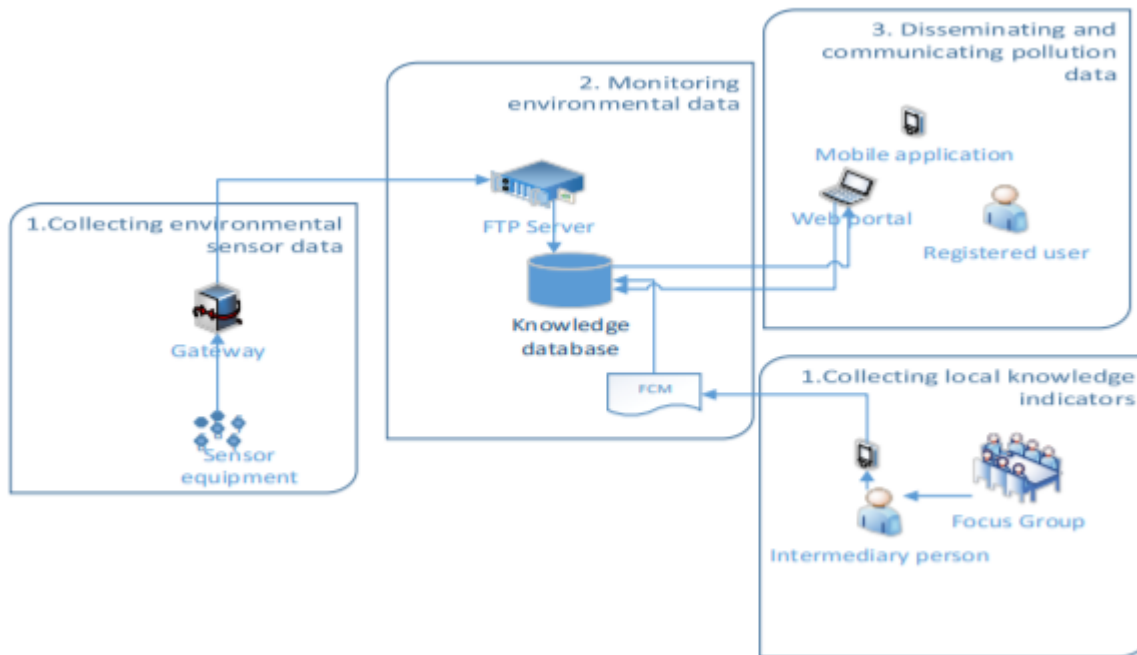 1.Collecting environmental
sensor data
Gateway
Sensor
equipment
2. Monitoring
environmental data
FTP Server
Knowledge
database
FCM
3. Disseminating and
communicating pollution
data
Mobile application
Web portal
Registered user
1.Collecting local knowledge
indicators
Focus Group
Intermediary person